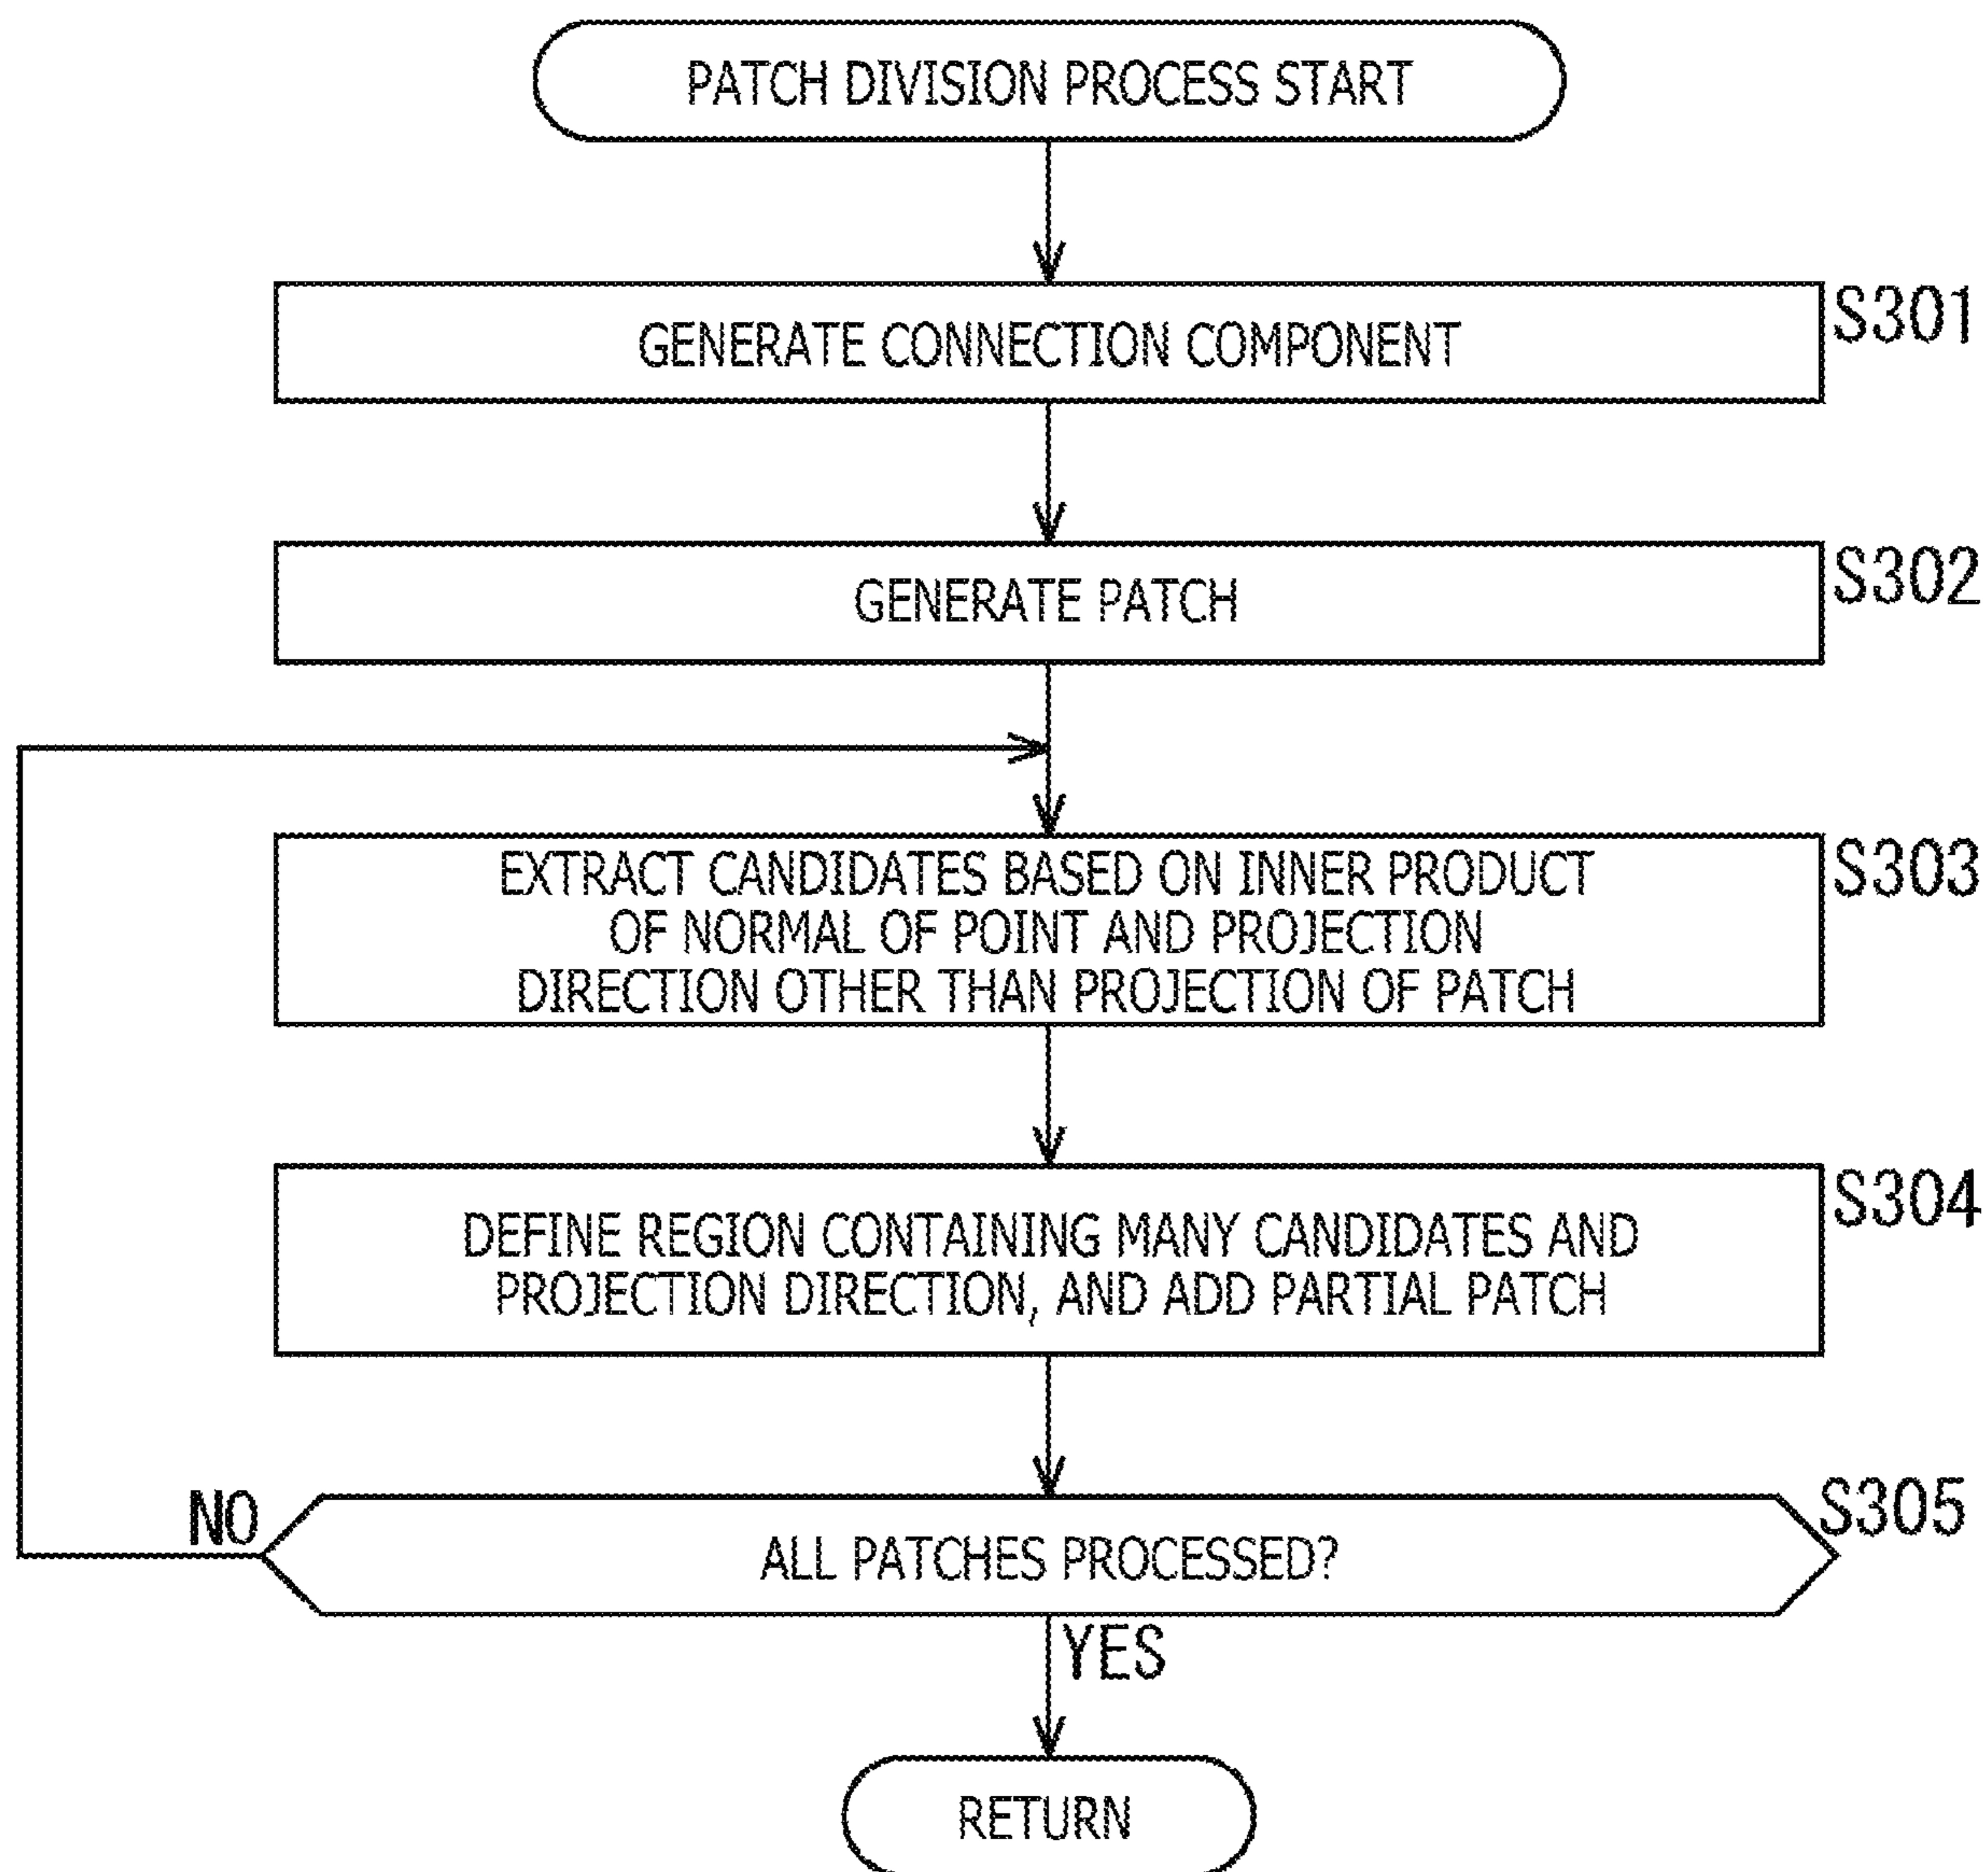 PATCH DIVISION PROCESS START
GENERATE CONNECTION COMPONENT
S301
GENERATE PATCH
S302
EXTRACT CANDIDATES BASED ON INNER PRODUCT
OF NORMAL OF POINT AND PROJECTION
DIRECTION OTHER THAN PROJECTION OF PATCH
S303
DEFINE REGION CONTAINING MANY CANDIDATES AND
PROJECTION DIRECTION, AND ADD PARTIAL PATCH
S304
NO
ALL PATCHES PROCESSED?
S305
YES
RETURN